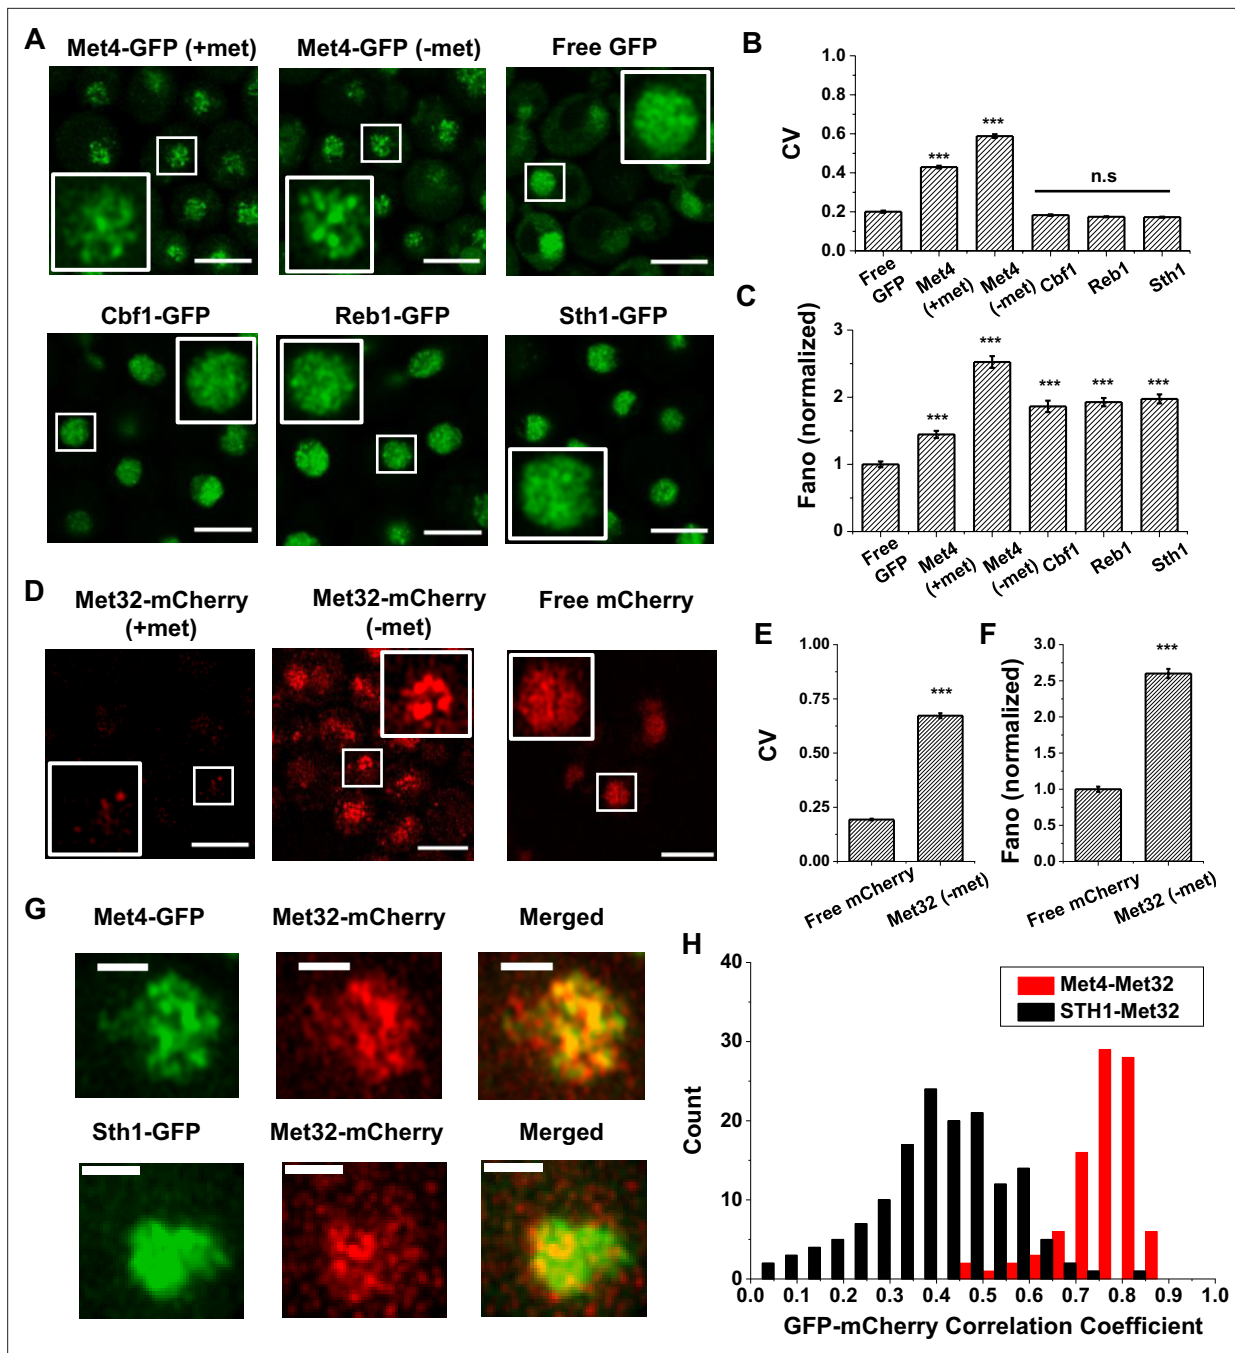 A
Met4-GFP (+met)
Met4-GFP (-met)
Free GFP
Cbf1-GFP
Reb1-GFP
Sth1-GFP
B
CV
1.0
0.8
0.6
0.4
0.2
0.0
***
***
n.s
Free GFP
Met4 (+met)
Met4 (-met)
Cbf1
Reb1
Sth1
C
Fano (normalized)
3
2
1
0
***
***
***
***
***
Free GFP
Met4 (+met)
Met4 (-met)
Cbf1
Reb1
Sth1
D
Met32-mCherry
(+met)
Met32-mCherry
(-met)
Free mCherry
E
CV
1.00
0.75
0.50
0.25
0.00
***
Free mCherry
Met32 (-met)
F
Fano (normalized)
3.0
2.5
2.0
1.5
1.0
0.5
0.0
***
Free mCherry
Met32 (-met)
G
Met4-GFP
Met32-mCherry
Merged
Sth1-GFP
Met32-mCherry
Merged
H
Count
40
30
20
10
0
Met4-Met32
STH1-Met32
0.0 0.1 0.2 0.3 0.4 0.5 0.6 0.7 0.8 0.9 1.0
GFP-mCherry Correlation Coefficient